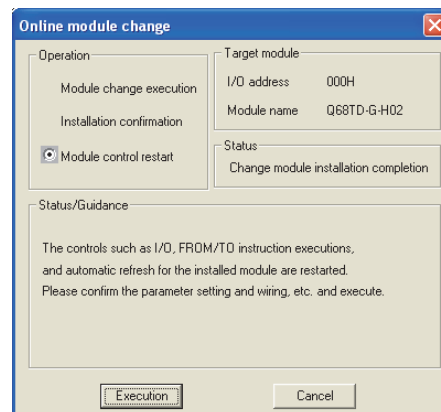 Online module change
Operation
Module change execution
Installation confirmation
Module control restart
Target module
I/O address 000H
Module name Q68TD-G-H02
Status
Change module installation completion
Status/Guidance
The controls such as I/O, FROM/TO instruction executions,
and automatic refresh for the installed module are restarted.
Please confirm the parameter setting and wiring, etc. and execute.
Execution Cancel